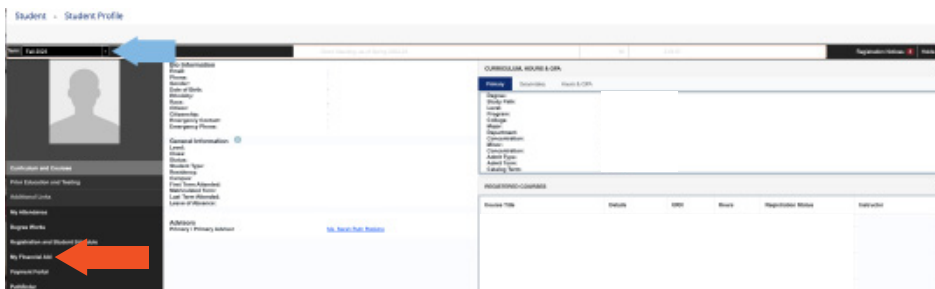 Student - Student Profile
Term: Fall 2021
Registration Notices:
Bio Information
Email:
Phone:
Gender:
Date of Birth:
Ethnicity:
Race:
Citizen:
Citizenship:
Emergency Contact:
Emergency Phone:
General Information
Level:
Class:
Status:
Student Type:
Residency:
Campus:
First Term Attended:
Matriculated Term:
Last Term Attended:
Leave of Absence:
Advisors
Primary / Primary Advisor
CURRICULUM, HOURS & GPA
Primary Secondary Hours & GPA
Degree:
Study Path:
Level:
Program:
College:
Major:
Department:
Concentration:
Minor:
Concentration:
Admit Type:
Admit Term:
Catalog Term:
REGISTERED COURSES
Course Title Details CRN Hours Registration Status Instructor
Curriculum and Courses
Prior Education and Testing
Additional Links
My Attendance
Degree Works
Registration and Student Schedule
My Financial Aid
Payment Portal